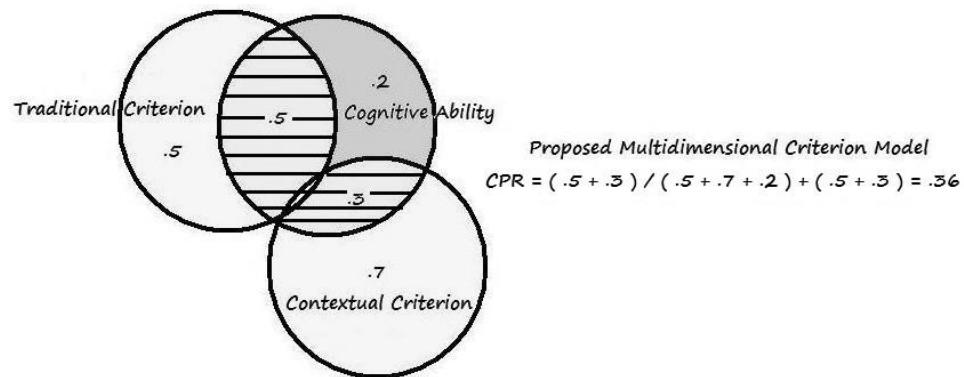 .2
Traditional Criterion
.5
Cognitive Ability
.5
.3
.7
Contextual Criterion
Proposed Multidimensional Criterion Model
CPR = ( .5 + .3 ) / ( .5 + .7 + .2 ) + ( .5 + .3 ) = .36